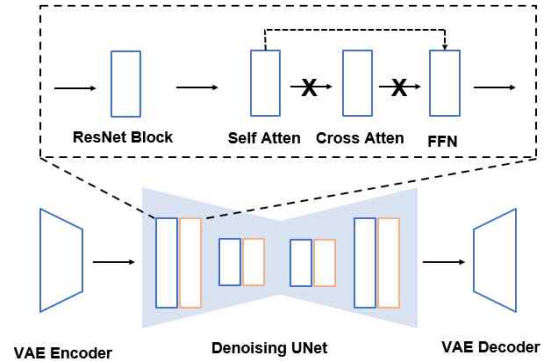 X
X
ResNet Block
Self Atten
Cross Atten
FFN
VAE Encoder
Denoising UNet
VAE Decoder